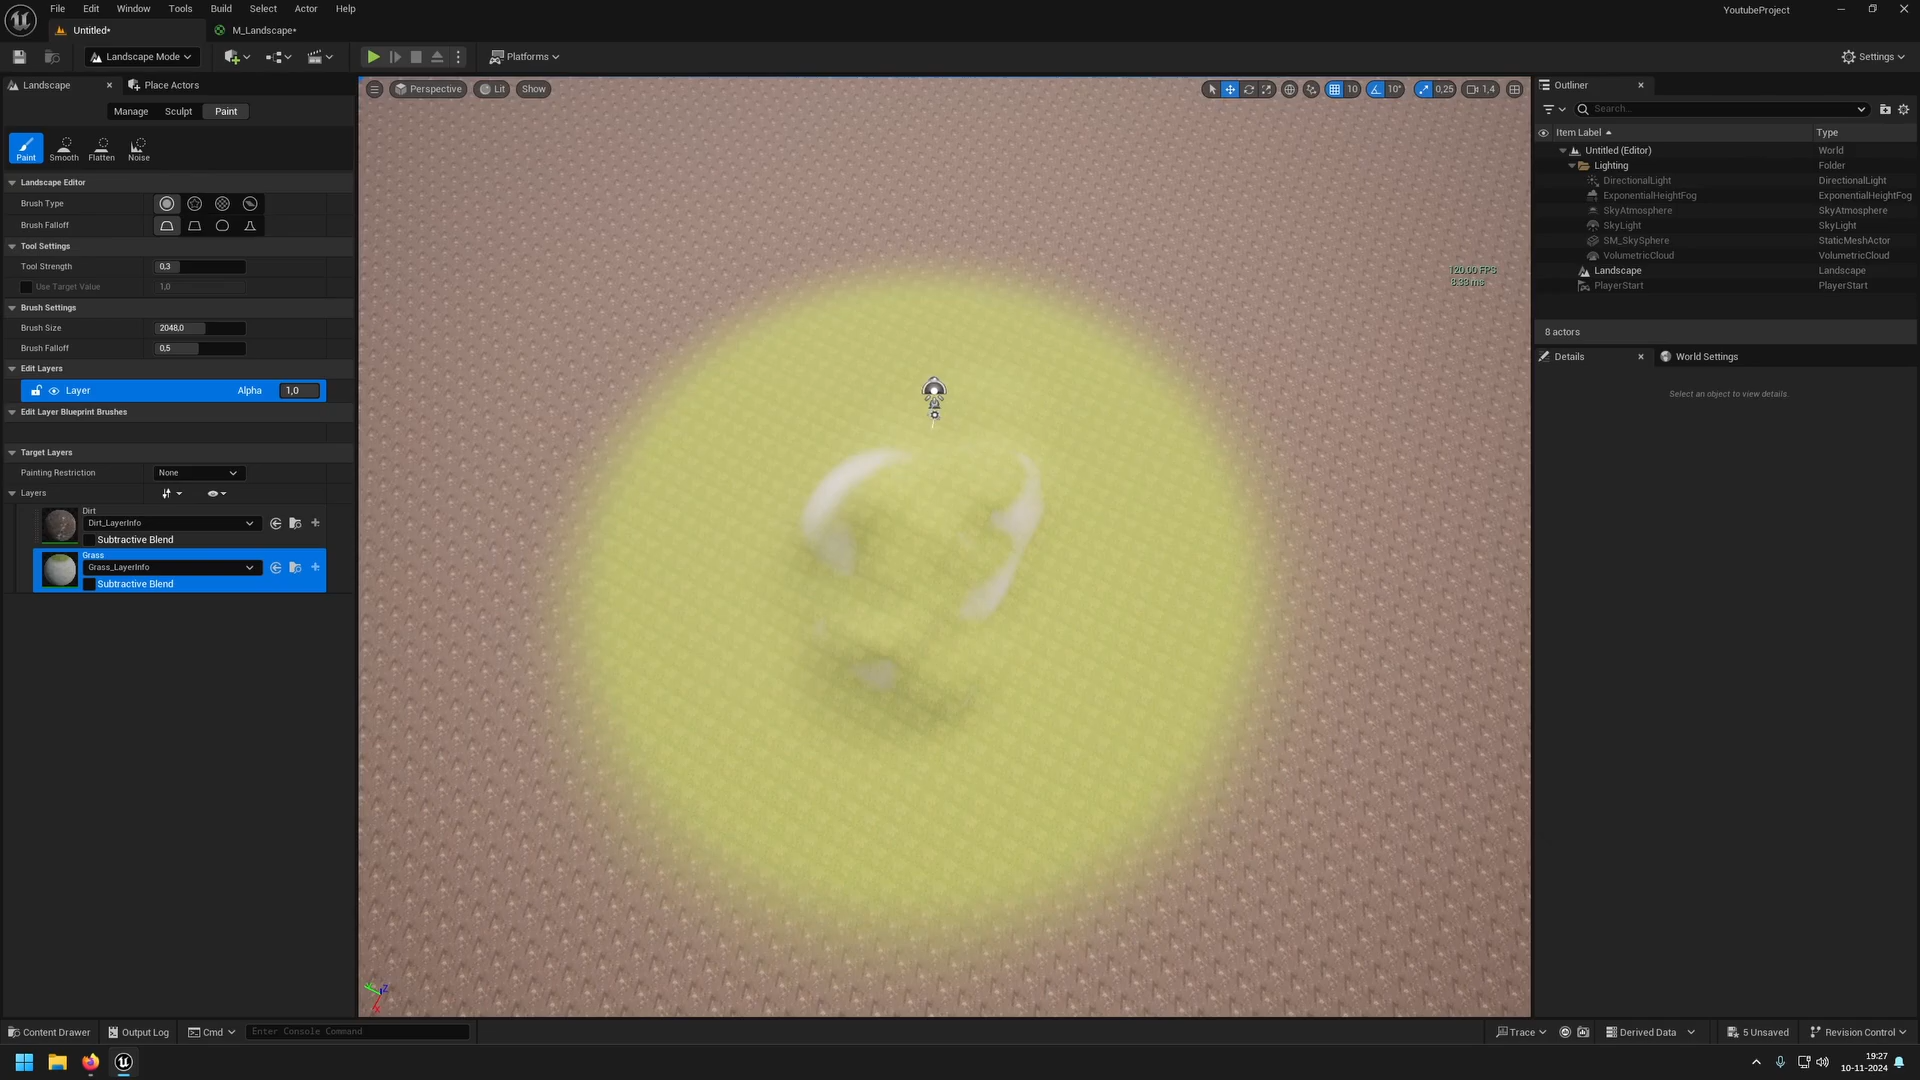 File Edit Window Tools Build Select Actor Help
YoutubeProject
Untitled*
M_Landscape*
Landscape Mode
Platforms
Settings
Landscape
Place Actors
Manage Sculpt Paint
Paint Smooth Flatten Noise
Landscape Editor
Brush Type
Brush Falloff
Tool Settings
Tool Strength 0,3
Use Target Value 1,0
Brush Settings
Brush Size 2048,0
Brush Falloff 0,5
Edit Layers
Layer Alpha 1,0
Edit Layer Blueprint Brushes
Target Layers
Painting Restriction None
Layers
Dirt
Dirt_LayerInfo
Subtractive Blend
Grass
Grass_LayerInfo
Subtractive Blend
Perspective Lit Show
10 10° 0,25 1,4
120.00 FPS
8.33 ms
Z
X
Outliner
Search...
Item Label Type
Untitled (Editor) World
Lighting Folder
DirectionalLight DirectionalLight
ExponentialHeightFog ExponentialHeightFog
SkyAtmosphere SkyAtmosphere
SkyLight SkyLight
SM_SkySphere StaticMeshActor
VolumetricCloud VolumetricCloud
Landscape Landscape
PlayerStart PlayerStart
8 actors
Details
World Settings
Select an object to view details.
Content Drawer Output Log Cmd Enter Console Command
Trace Derived Data 5 Unsaved Revision Control
19:27
10-11-2024